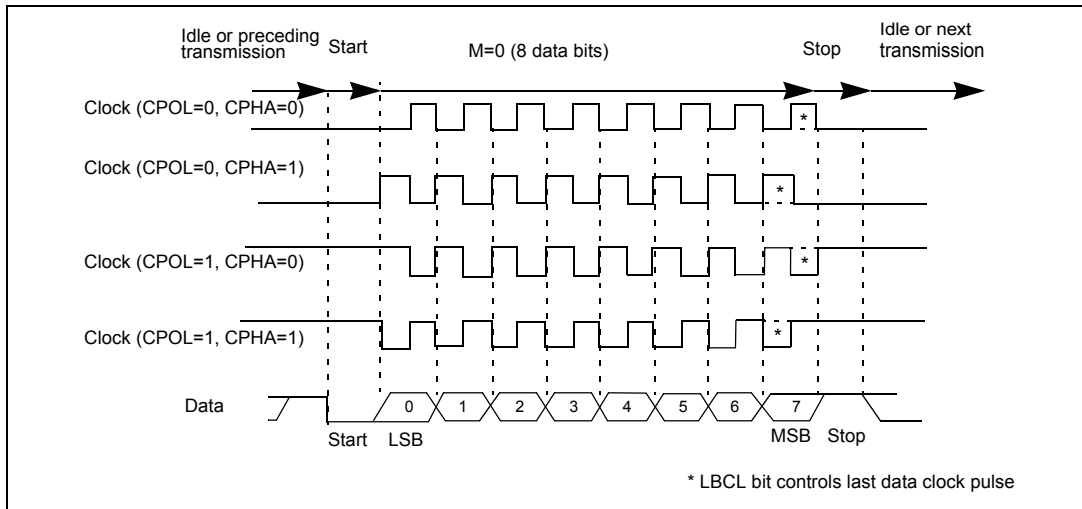 Idle or preceding
transmission
Start
M=0 (8 data bits)
Stop
Idle or next
transmission
Clock (CPOL=0, CPHA=0)
*
Clock (CPOL=0, CPHA=1)
*
Clock (CPOL=1, CPHA=0)
*
Clock (CPOL=1, CPHA=1)
*
Data
0 1 2 3 4 5 6 7
Start LSB MSB Stop
* LBCL bit controls last data clock pulse